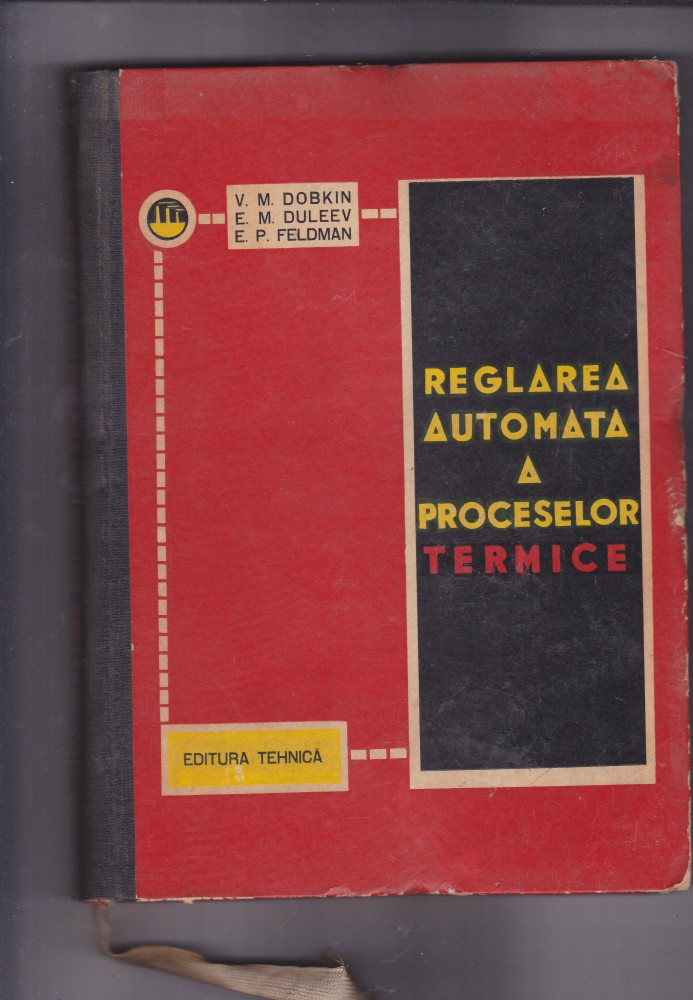 V. M. DOBKIN
E. M. DULEEV
E. P. FELDMAN
REGLAREA
AUTOMATA
A
PROCESELOR
TERMICE
EDITURA TEHNICĂ